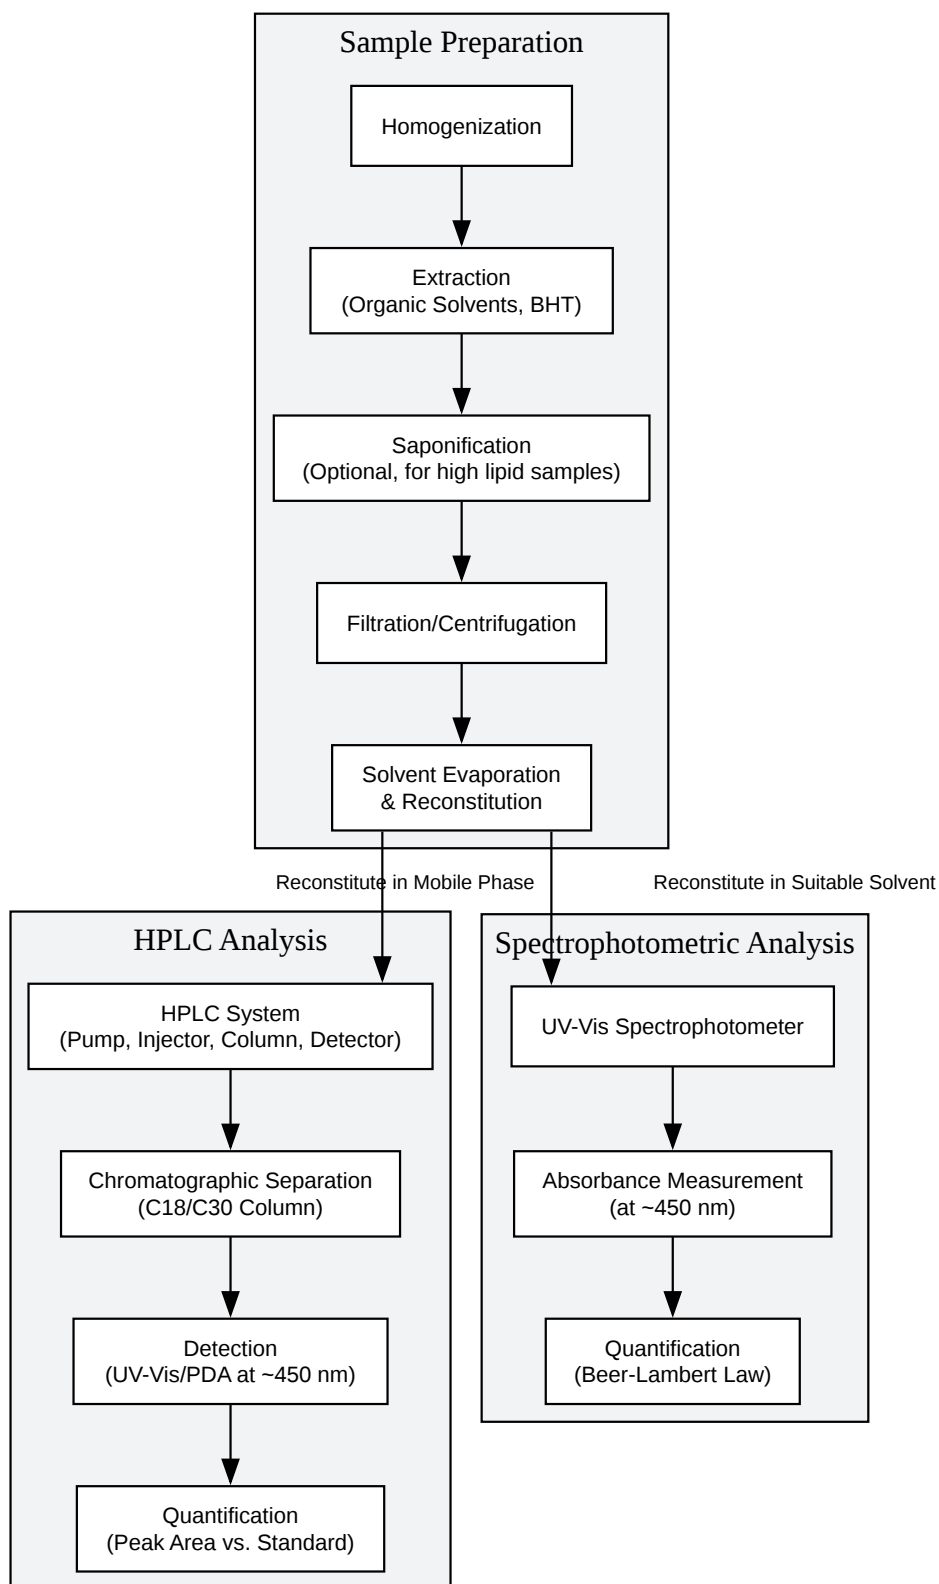 Sample Preparation
Homogenization
Extraction
(Organic Solvents, BHT)
Saponification
(Optional, for high lipid samples)
Filtration/Centrifugation
Solvent Evaporation
& Reconstitution
Reconstitute in Mobile Phase
Reconstitute in Suitable Solvent
HPLC Analysis
HPLC System
(Pump, Injector, Column, Detector)
Chromatographic Separation
(C18/C30 Column)
Detection
(UV-Vis/PDA at ~450 nm)
Quantification
(Peak Area vs. Standard)
Spectrophotometric Analysis
UV-Vis Spectrophotometer
Absorbance Measurement
(at ~450 nm)
Quantification
(Beer-Lambert Law)